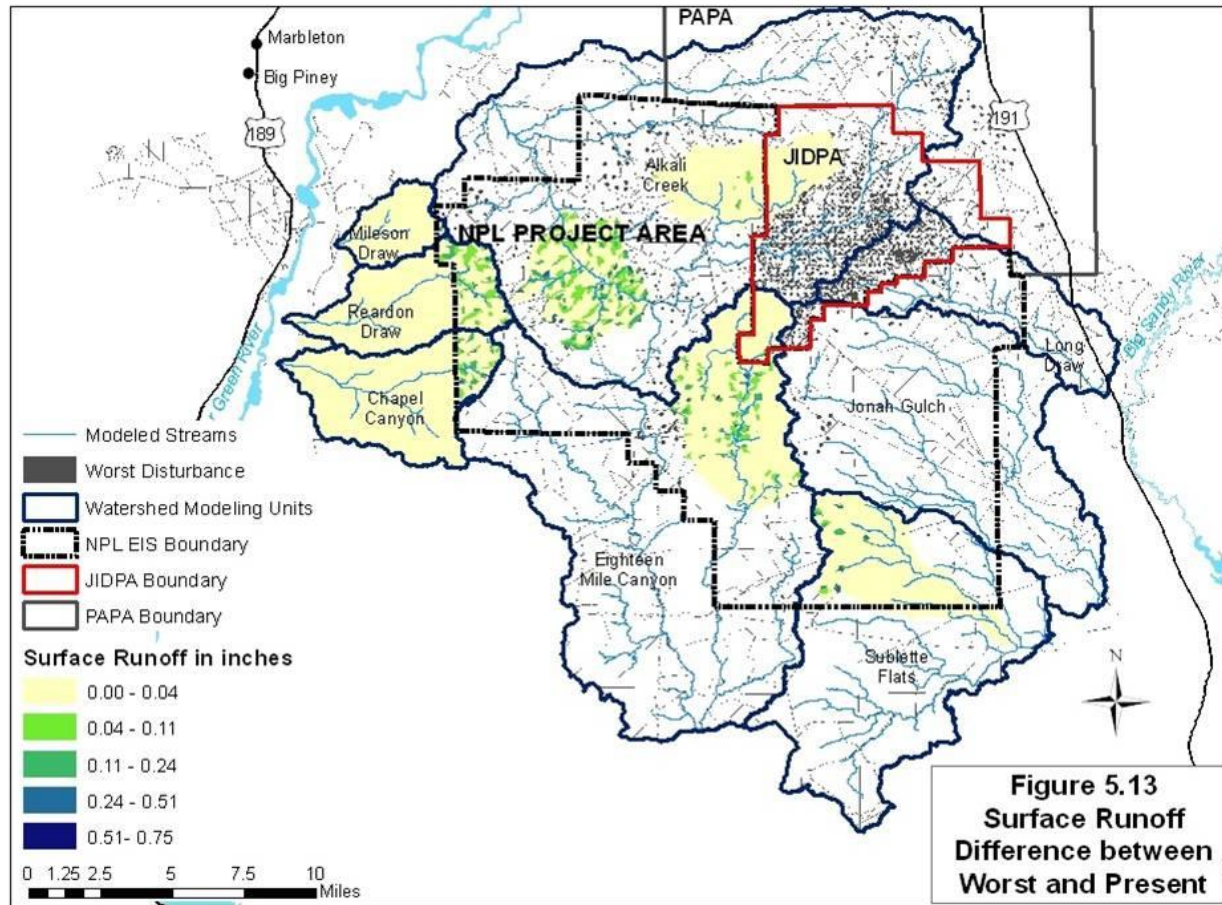 PAPA
Marbleton
Big Piney
189
191
Alkali
Creek
JIDPA
Mileson
Draw
NPL PROJECT AREA
Reardon
Draw
Green River
Big Sandy River
Long
Draw
Chapel
Canyon
Jonah Gulch
Eighteen
Mile Canyon
Sublette
Flats
N
Modeled Streams
Worst Disturbance
Watershed Modeling Units
NPL EIS Boundary
JIDPA Boundary
PAPA Boundary
Surface Runoff in inches
0.00 - 0.04
0.04 - 0.11
0.11 - 0.24
0.24 - 0.51
0.51- 0.75
0 1.25 2.5 5 7.5 10
Miles
Figure 5.13
Surface Runoff
Difference between
Worst and Present